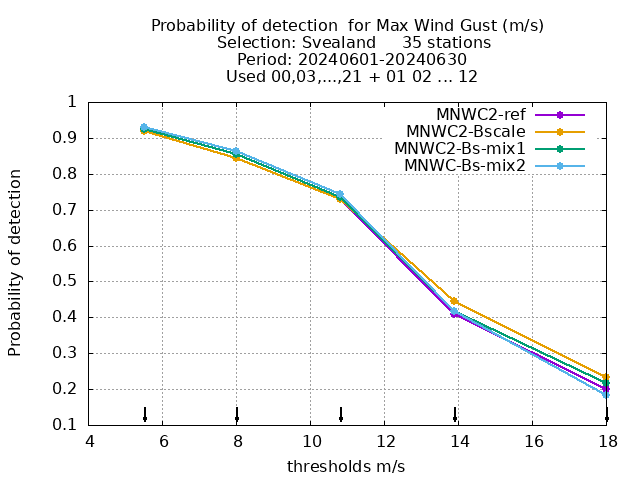 Probability of detection  for Max Wind Gust (m/s)
Selection: Svealand     35 stations
Period: 20240601-20240630
Used 00,03,...,21 + 01 02 ... 12
MNWC2-ref
MNWC2-Bscale
MNWC2-Bs-mix1
MNWC-Bs-mix2
Probability of detection
1
0.9
0.8
0.7
0.6
0.5
0.4
0.3
0.2
0.1
4 6 8 10 12 14 16 18
thresholds m/s